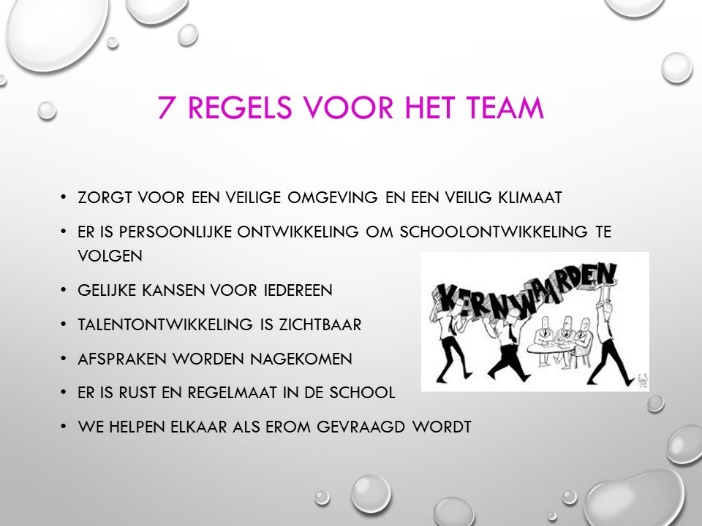 7 REGELS VOOR HET TEAM
• ZORGT VOOR EEN VEILIGE OMGEVING EN EEN VEILIG KLIMAAT
• ER IS PERSOONLIJKE ONTWIKKELING OM SCHOOLONTWIKKELING TE
VOLGEN
• GELIJKE KANSEN VOOR IEDEREEN
KERNWAARDEN
• TALENTONTWIKKELING IS ZICHTBAAR
• AFSPRAKEN WORDEN NAGEKOMEN
• ER IS RUST EN REGELMAAT IN DE SCHOOL
• WE HELPEN ELKAAR ALS EROM GEVRAAGD WORDT